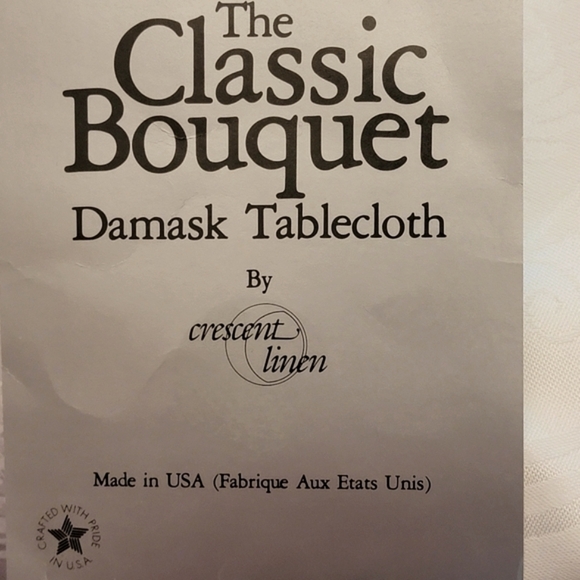 The
Classic
Bouquet
Damask Tablecloth
By
crescent
linen
Made in USA (Fabrique Aux Etats Unis)
CRAFTED WITH PRIDE
IN U.S.A